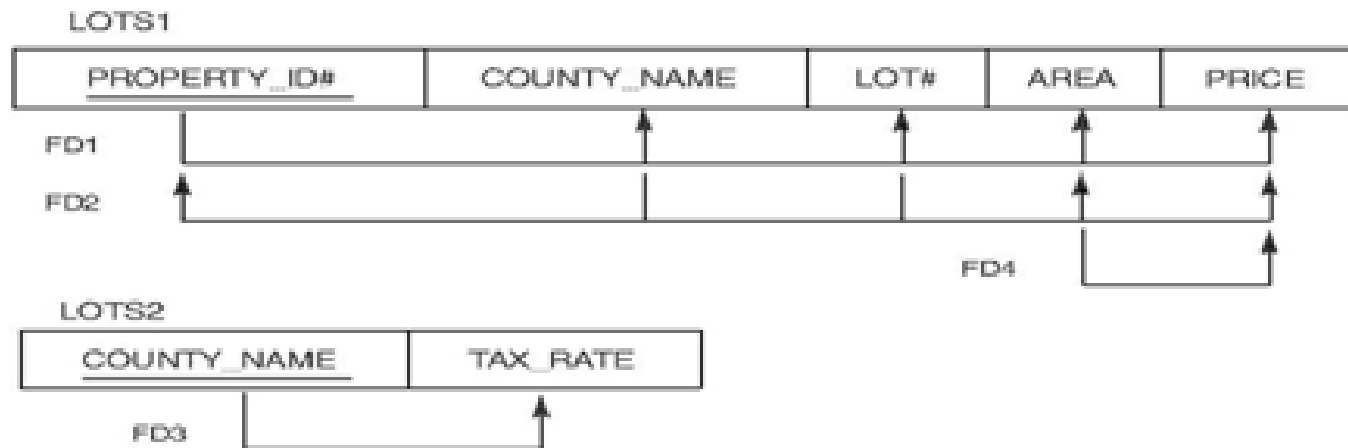 LOTS1
PROPERTY_ID# COUNTY_NAME LOT# AREA PRICE
FD1
FD2
FD4
LOTS2
COUNTY_NAME TAX_RATE
FD3